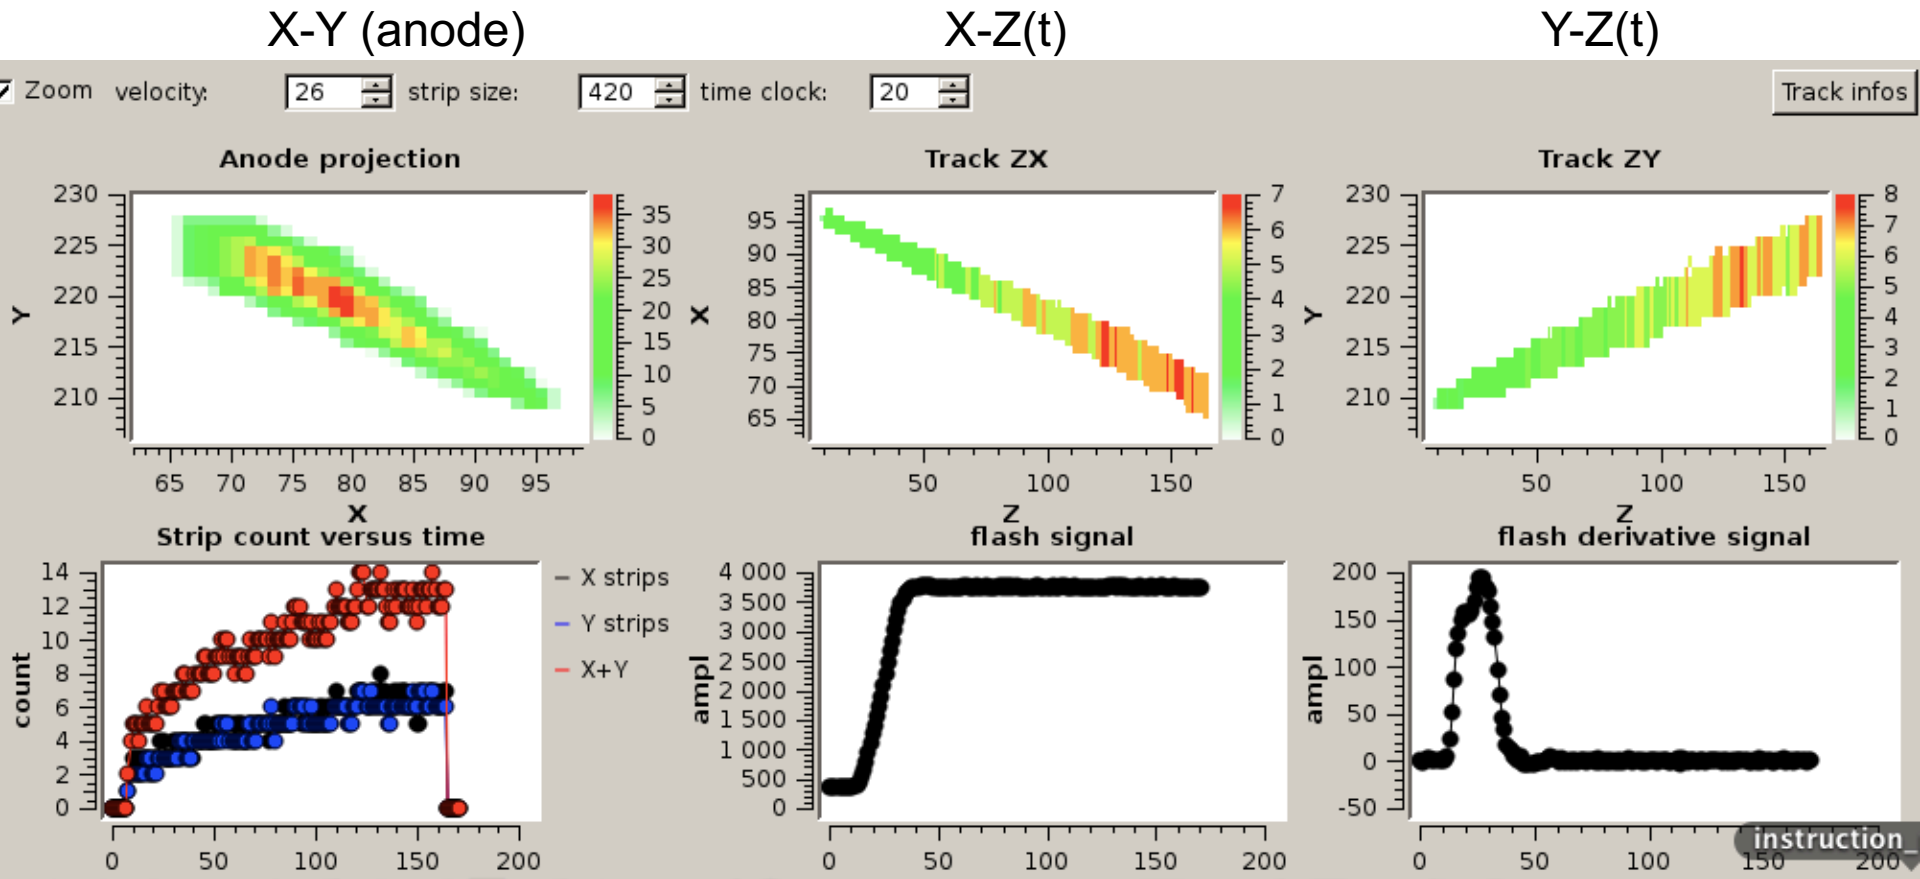 X-Y (anode) X-Z(t) Y-Z(t)
Zoom velocity: 26 strip size: 420 time clock: 20 Track infos
Anode projection
230
225
220
215
210
Y
65 70 75 80 85 90 95
X
35
30
25
20
15
10
5
0
Track ZX
95
90
85
80
75
70
65
X
50 100 150
Z
7
6
5
4
3
2
1
0
Track ZY
230
225
220
215
210
Y
50 100 150
Z
8
7
6
5
4
3
2
1
0
Strip count versus time
14
12
10
8
6
4
2
0
count
0 50 100 150 200
X strips
Y strips
X+Y
flash signal
4 000
3 500
3 000
2 500
2 000
1 500
1 000
500
0
ampl
0 50 100 150 200
flash derivative signal
200
150
100
50
0
-50
ampl
0 50 100 150 200
instruction_